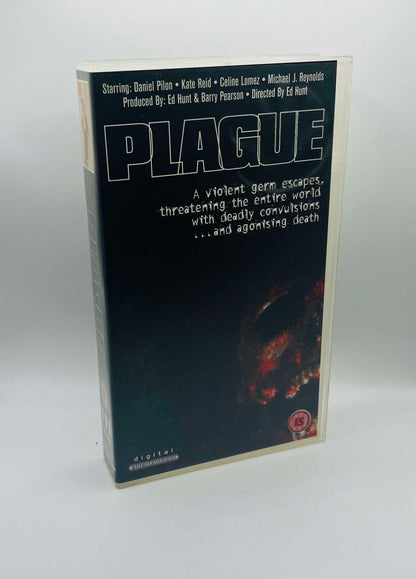 Starring: Daniel Pilon • Kate Reid • Celine Lomez • Michael J. Reynolds
Produced By: Ed Hunt & Barry Pearson • Directed By Ed Hunt
PLAGUE
A violent germ escapes,
threatening the entire world
with deadly convulsions
...and agonising death
15
digital
PLAGUE